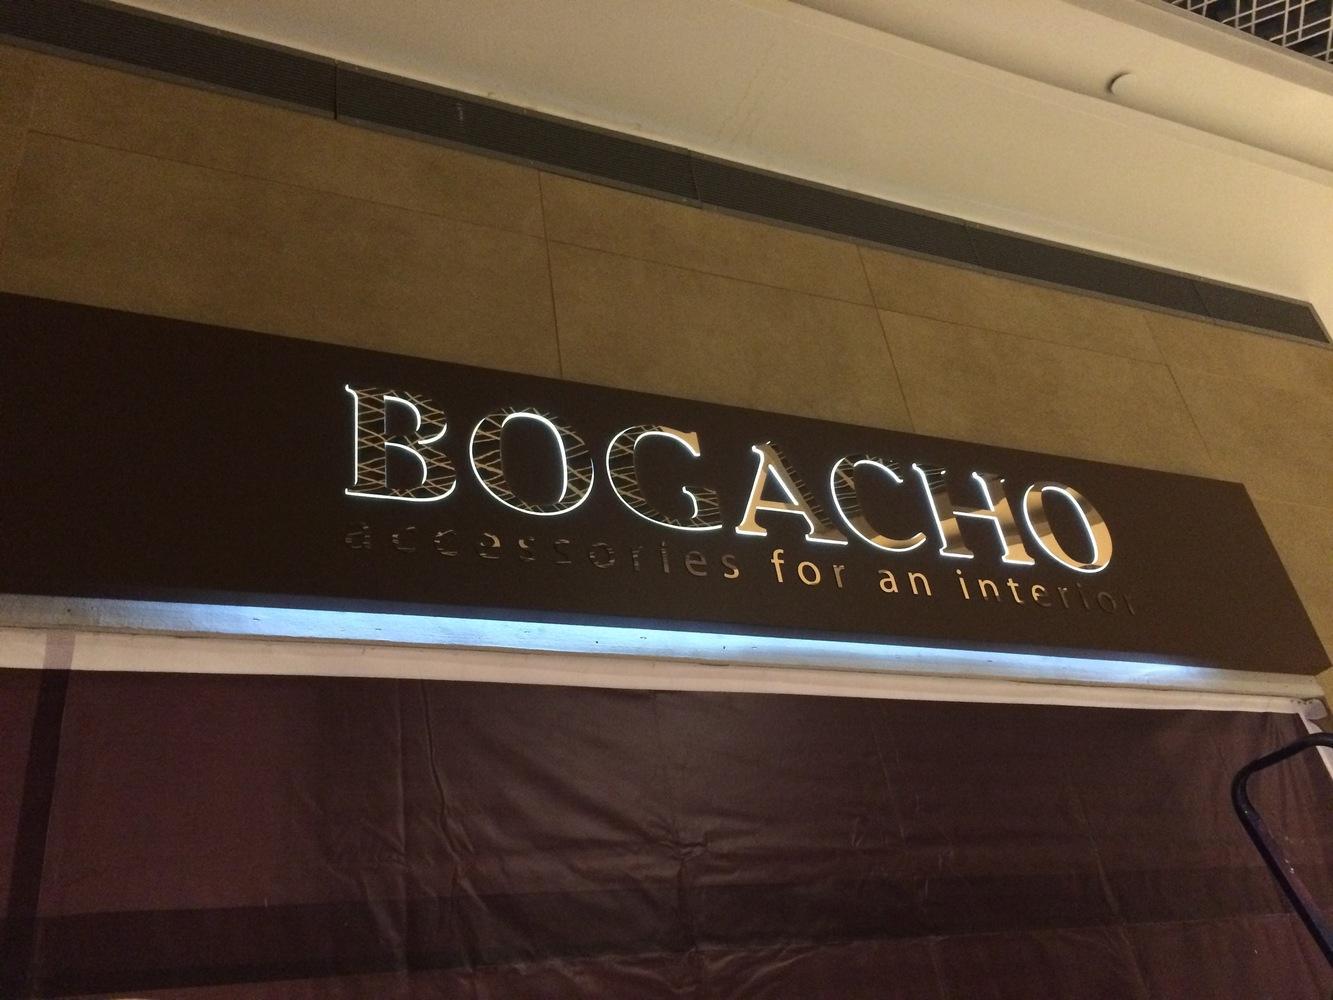 BOGACHO
accessories for an interior